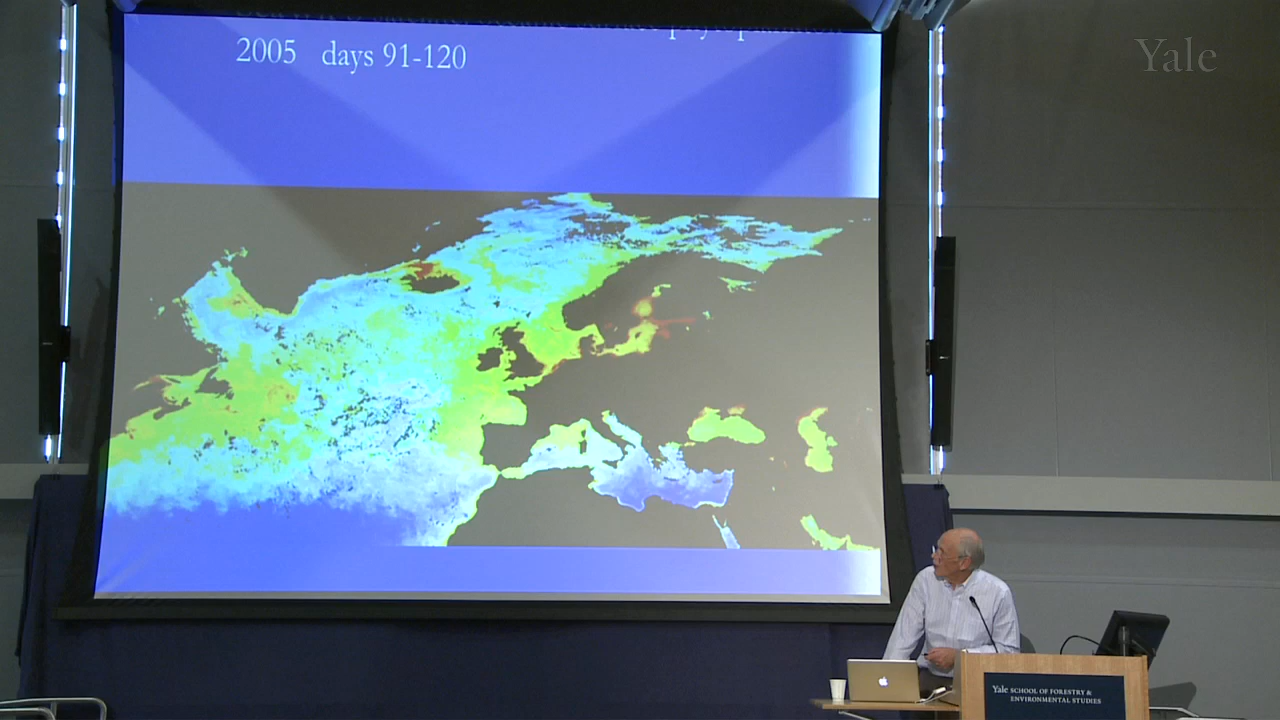 Yale
2005 days 91-120
Yale SCHOOL OF FORESTRY &
ENVIRONMENTAL STUDIES